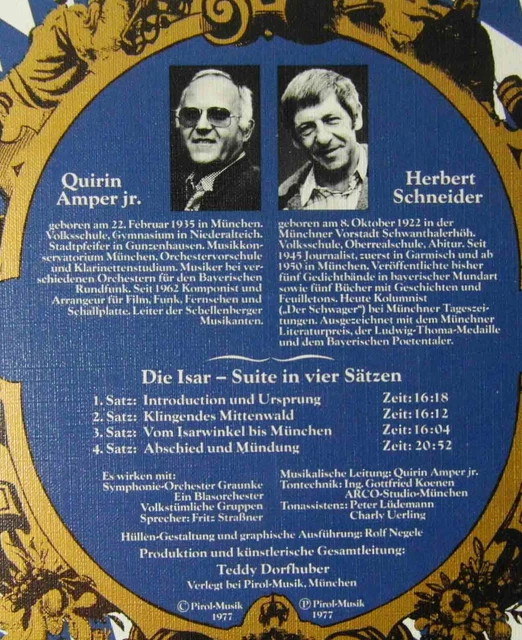 Quirin
Amper jr.
geboren am 22. Februar 1935 in München.
Volksschule, Gymnasium in Niederalteich.
Stadtpfeifer in Gunzenhausen. Musikkon-
servatorium München, Orchestervorschule
und Klarinettenstudium. Musiker bei ver-
schiedenen Orchestern für den Bayerischen
Rundfunk. Seit 1962 Komponist und
Arrangeur für Film, Funk, Fernsehen und
Schallplatte. Leiter der Schellenberger
Musikanten.
Herbert
Schneider
geboren am 8. Oktober 1922 in der
Münchner Vorstadt Schwanthalerhöh.
Volksschule, Oberrealschule, Abitur. Seit
1945 Journalist, zuerst in Garmisch und ab
1950 in München. Veröffentlichte bisher
fünf Gedichtbände in bayerischer Mundart
sowie fünf Bücher mit Geschichten und
Feuilletons. Heute Kolumnist
(„Der Schwager“) bei Münchner Tageszei-
tungen. Ausgezeichnet mit dem Münchner
Literaturpreis, der Ludwig-Thoma-Medaille
und dem Bayerischen Poetentaler.
Die Isar – Suite in vier Sätzen
1. Satz: Introduction und Ursprung Zeit: 16:18
2. Satz: Klingendes Mittenwald Zeit: 16:12
3. Satz: Vom Isarwinkel bis München Zeit: 16:04
4. Satz: Abschied und Mündung Zeit: 20:52
Es wirken mit:
Symphonie-Orchester Graunke
Ein Blasorchester
Volkstümliche Gruppen
Sprecher: Fritz Straßner
Musikalische Leitung: Quirin Amper jr.
Tontechnik: Ing. Gottfried Koenen
ARCO-Studio-München
Tonassistenz: Peter Lüdemann
Charly Uerling
Hüllen-Gestaltung und graphische Ausführung: Rolf Negele
Produktion und künstlerische Gesamtleitung:
Teddy Dorfhuber
Verlegt bei Pirol-Musik, München
© Pirol-Musik
1977
℗ Pirol-Musik
1977